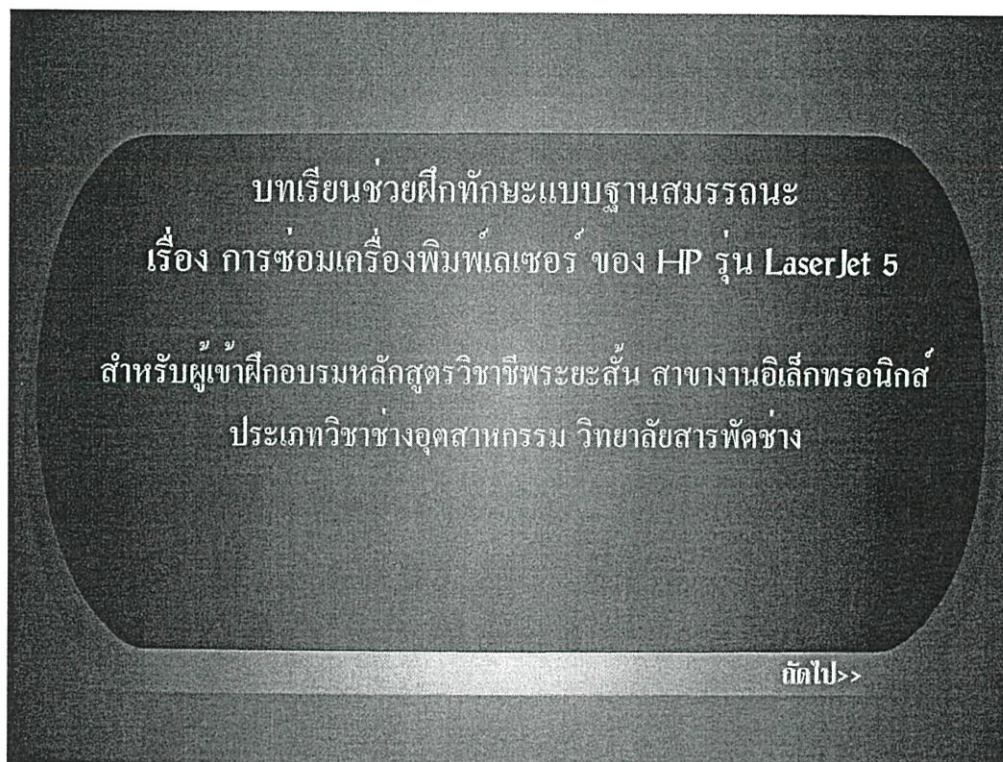 บทเรียนช่วยฝึกทักษะแบบฐานสมรรถนะ
เรื่อง การซ่อมเครื่องพิมพ์เลเซอร์ ของ HP รุ่น LaserJet 5
สำหรับผู้เข้าฝึกอบรมหลักสูตรวิชาชีพระยะสั้น สาขางานอิเล็กทรอนิกส์
ประเภทวิชาช่างอุตสาหกรรม วิทยาลัยสารพัดช่าง
ถัดไป>>